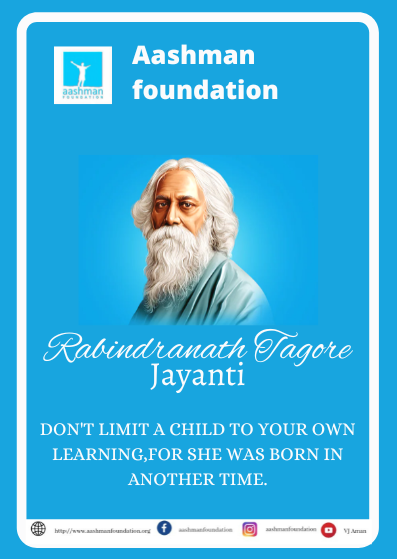 Aashman
foundation
aashman
FOUNDATION
Rabindranath Tagore
Jayanti
DON'T LIMIT A CHILD TO YOUR OWN
LEARNING,FOR SHE WAS BORN IN
ANOTHER TIME.
http://www.aashmanfoundation.org aashmanfoundation aashmanfoundation VJ Aman